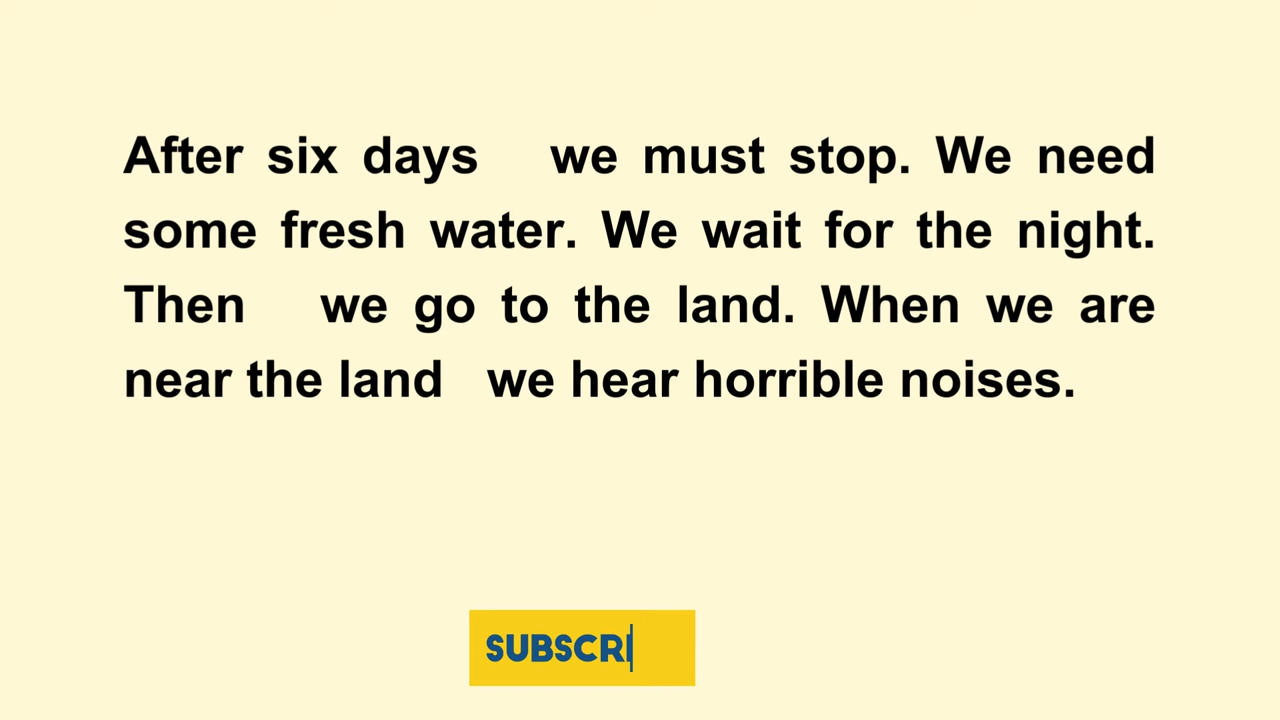 After six days we must stop. We need
some fresh water. We wait for the night.
Then we go to the land. When we are
near the land we hear horrible noises.
SUBSCRI